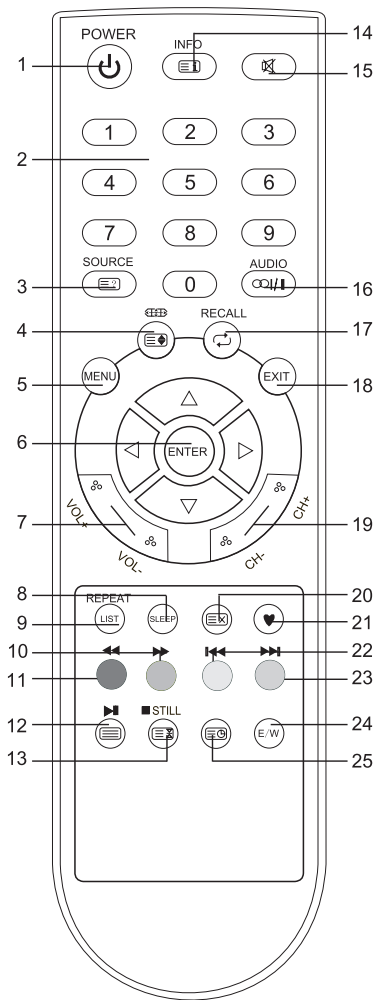 POWER
INFO
14
1
15
1 2 3
2
4 5 6
7 8 9
SOURCE
AUDIO
3
0
16
RECALL
4
17
5
MENU
EXIT
18
6
ENTER
7
VOL+
VOL-
CH+
CH-
19
8
REPEAT
20
9
LIST
SLEEP
21
10
22
11
23
STILL
12
E/W
24
13
25